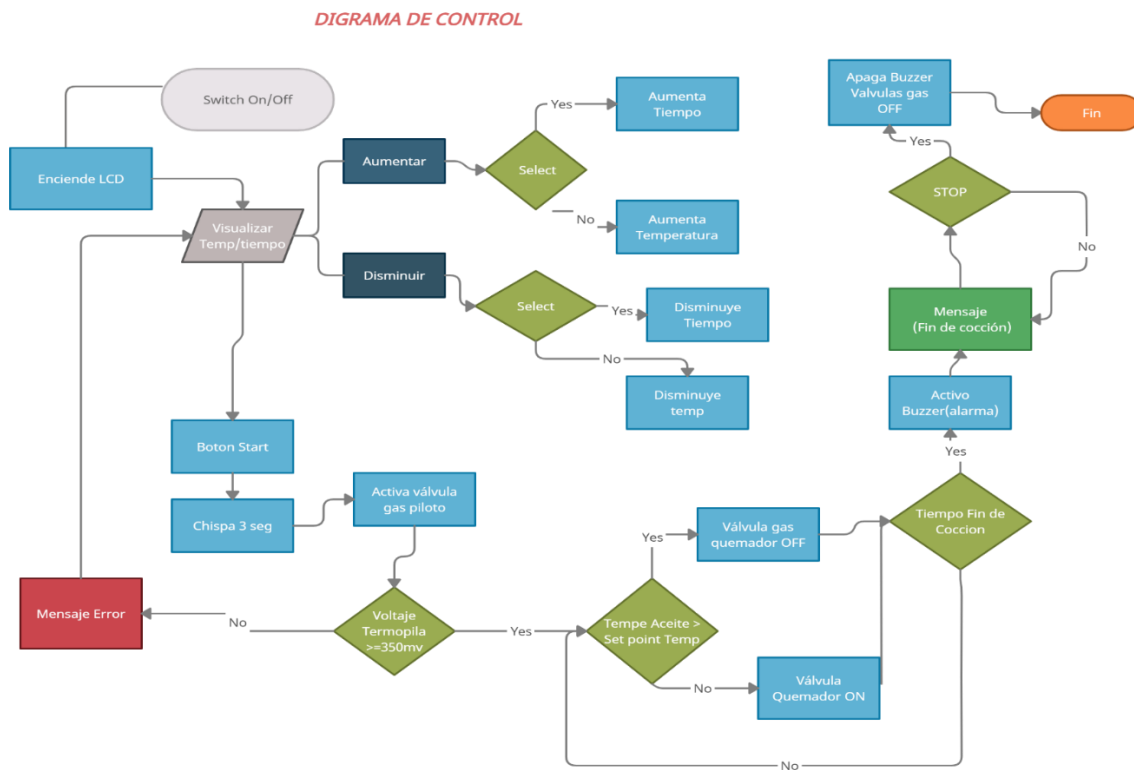 DIGRAMA DE CONTROL
Switch On/Off
Enciende LCD
Visualizar
Temp/tiempo
Aumentar
Select
Yes
Aumenta
Tiempo
No
Aumenta
Temperatura
Disminuir
Select
Yes
Disminuye
Tiempo
No
Disminuye
temp
Boton Start
Chispa 3 seg
Activa válvula
gas piloto
Voltaje
Termopila
>=350mv
No
Mensaje Error
Yes
Tempe Aceite >
Set point Temp
Yes
Válvula gas
quemador OFF
No
Válvula
Quemador ON
Tiempo Fin de
Coccion
No
Yes
Activo
Buzzer(alarma)
Mensaje
(Fin de cocción)
STOP
No
Yes
Apaga Buzzer
Valvulas gas
OFF
Fin